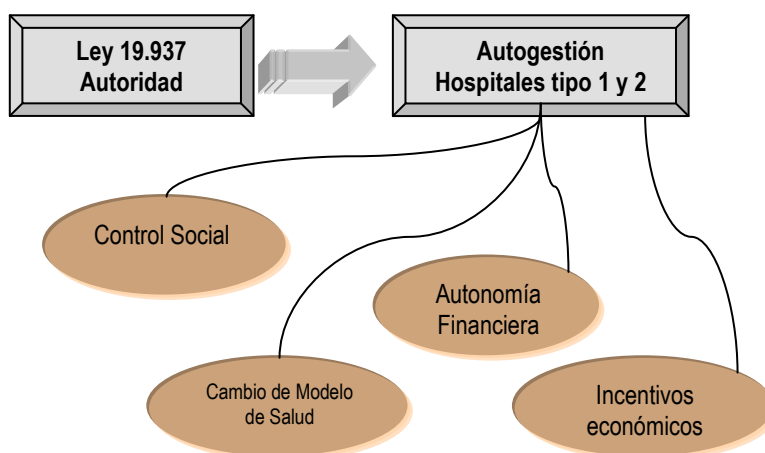 Ley 19.937
Autoridad
Autogestión
Hospitales tipo 1 y 2
Control Social
Autonomía
Financiera
Cambio de Modelo
de Salud
Incentivos
económicos